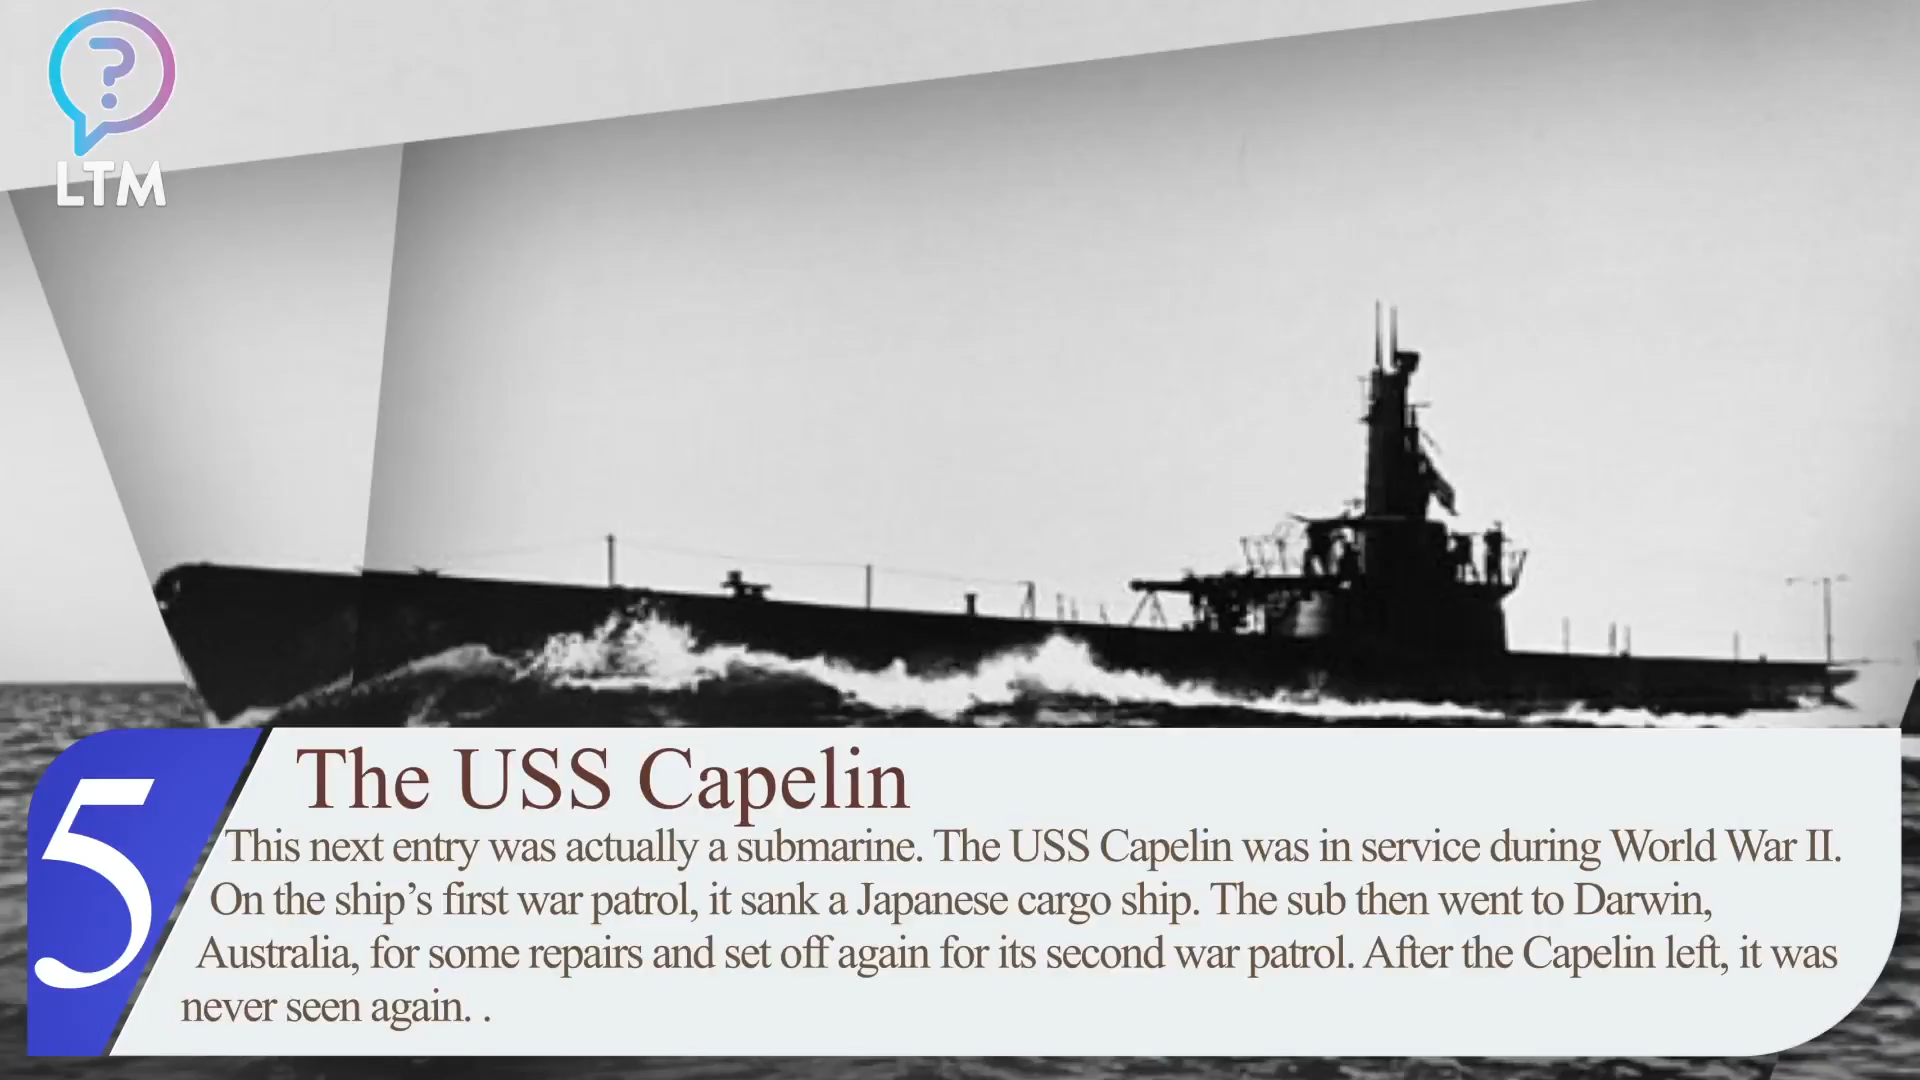 ?
LTM
5
The USS Capelin
This next entry was actually a submarine. The USS Capelin was in service during World War II.
On the ship’s first war patrol, it sank a Japanese cargo ship. The sub then went to Darwin,
Australia, for some repairs and set off again for its second war patrol. After the Capelin left, it was
never seen again. .